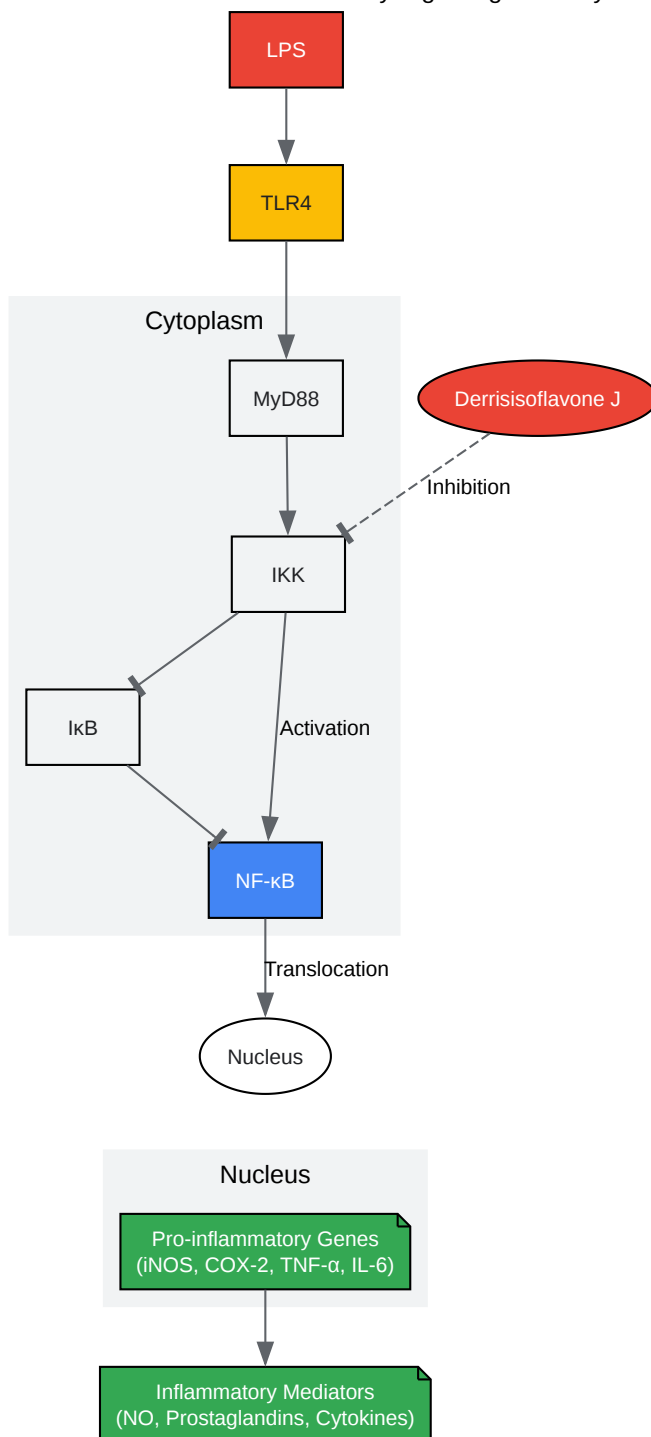 LPS
TLR4
Cytoplasm
MyD88
Derrisisoflavone J
Inhibition
IKK
IκB
Activation
NF-κB
Translocation
Nucleus
Nucleus
Pro-inflammatory Genes
(iNOS, COX-2, TNF-α, IL-6)
Inflammatory Mediators
(NO, Prostaglandins, Cytokines)